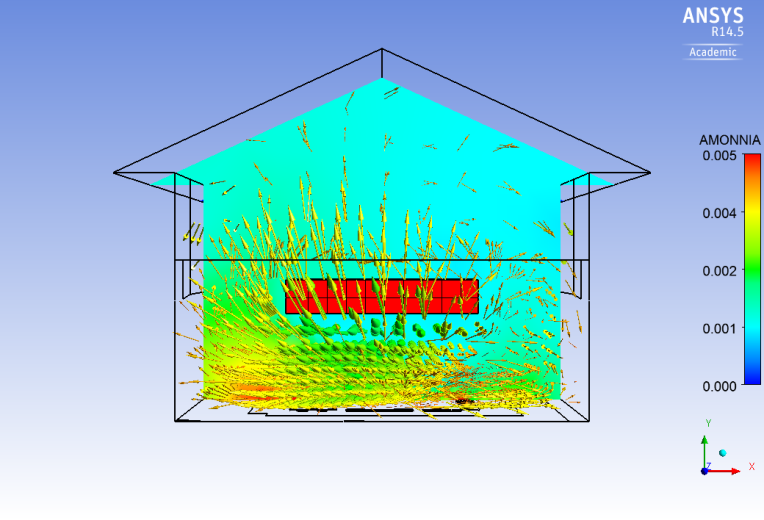 ANSYS
R14.5
Academic
AMONNIA
0.005
0.004
0.002
0.001
0.000
Y
Z
X